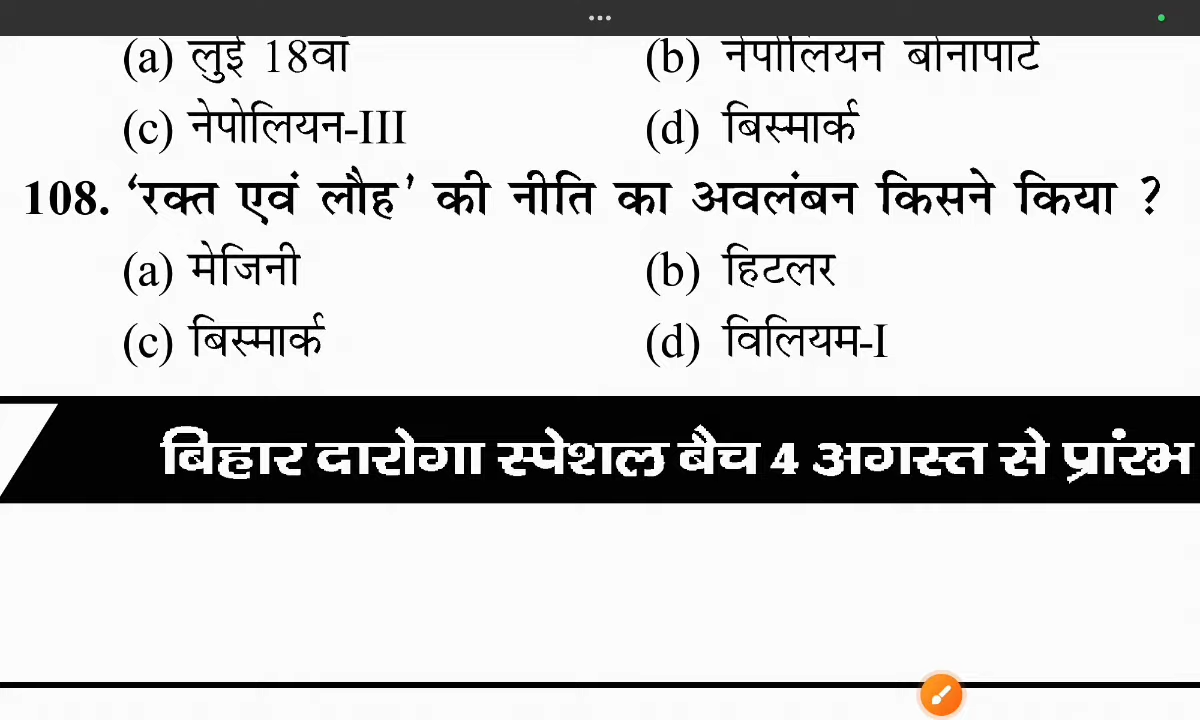 (a) लुई 18वाँ (b) नेपोलियन बोनापार्ट
(c) नेपोलियन-III (d) बिस्मार्क
108. ‘रक्त एवं लौह’ की नीति का अवलंबन किसने किया ?
(a) मेजिनी (b) हिटलर
(c) बिस्मार्क (d) विलियम-I
बिहार दारोगा स्पेशल बैच 4 अगस्त से प्रारंभ